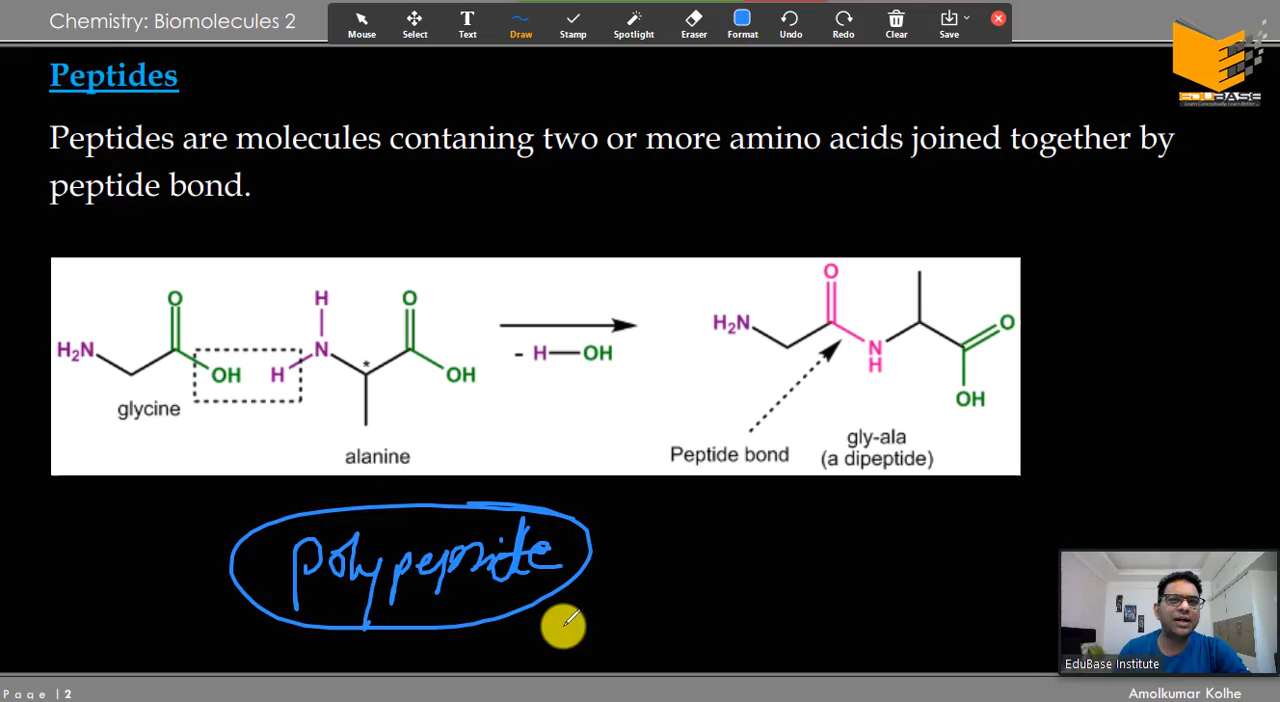 Chemistry: Biomolecules 2
Mouse Select Text Draw Stamp Spotlight Eraser Format Undo Redo Clear Save
EDUBASE
Peptides
Peptides are molecules contaning two or more amino acids joined together by
peptide bond.
O H O O
H2N OH H N * OH - H OH H2N N H O OH
glycine alanine Peptide bond gly-ala
(a dipeptide)
polypeptide
EduBase Institute
Page | 2 Amolkumar Kolhe